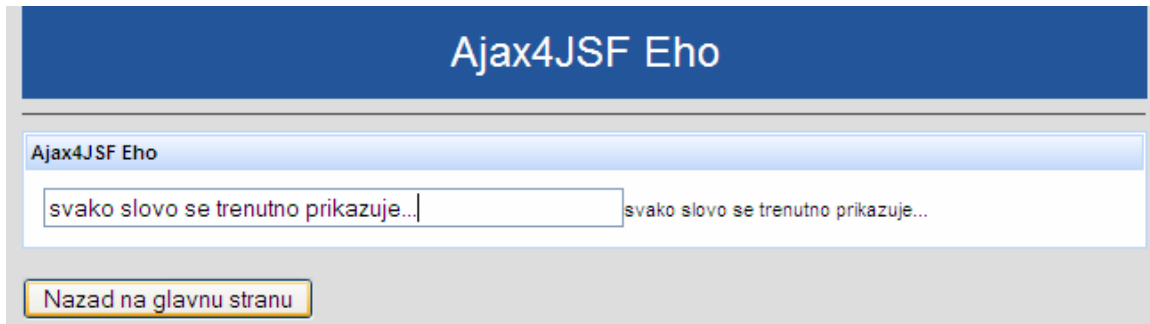 Ajax4JSF Eho
Ajax4JSF Eho
svako slovo se trenutno prikazuje... svako slovo se trenutno prikazuje...
Nazad na glavnu stranu